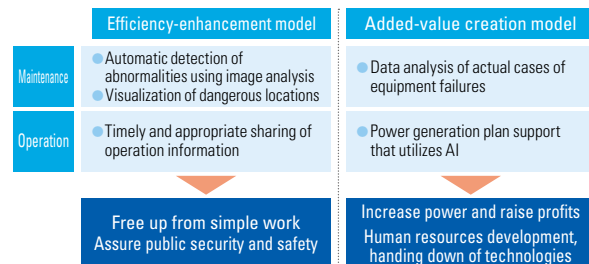 Efficiency-enhancement model
Added-value creation model
Maintenance
●Automatic detection of
abnormalities using image analysis
●Visualization of dangerous locations
●Data analysis of actual cases of
equipment failures
Operation
●Timely and appropriate sharing of
operation information
●Power generation plan support
that utilizes AI
Free up from simple work
Assure public security and safety
Increase power and raise profits
Human resources development,
handing down of technologies